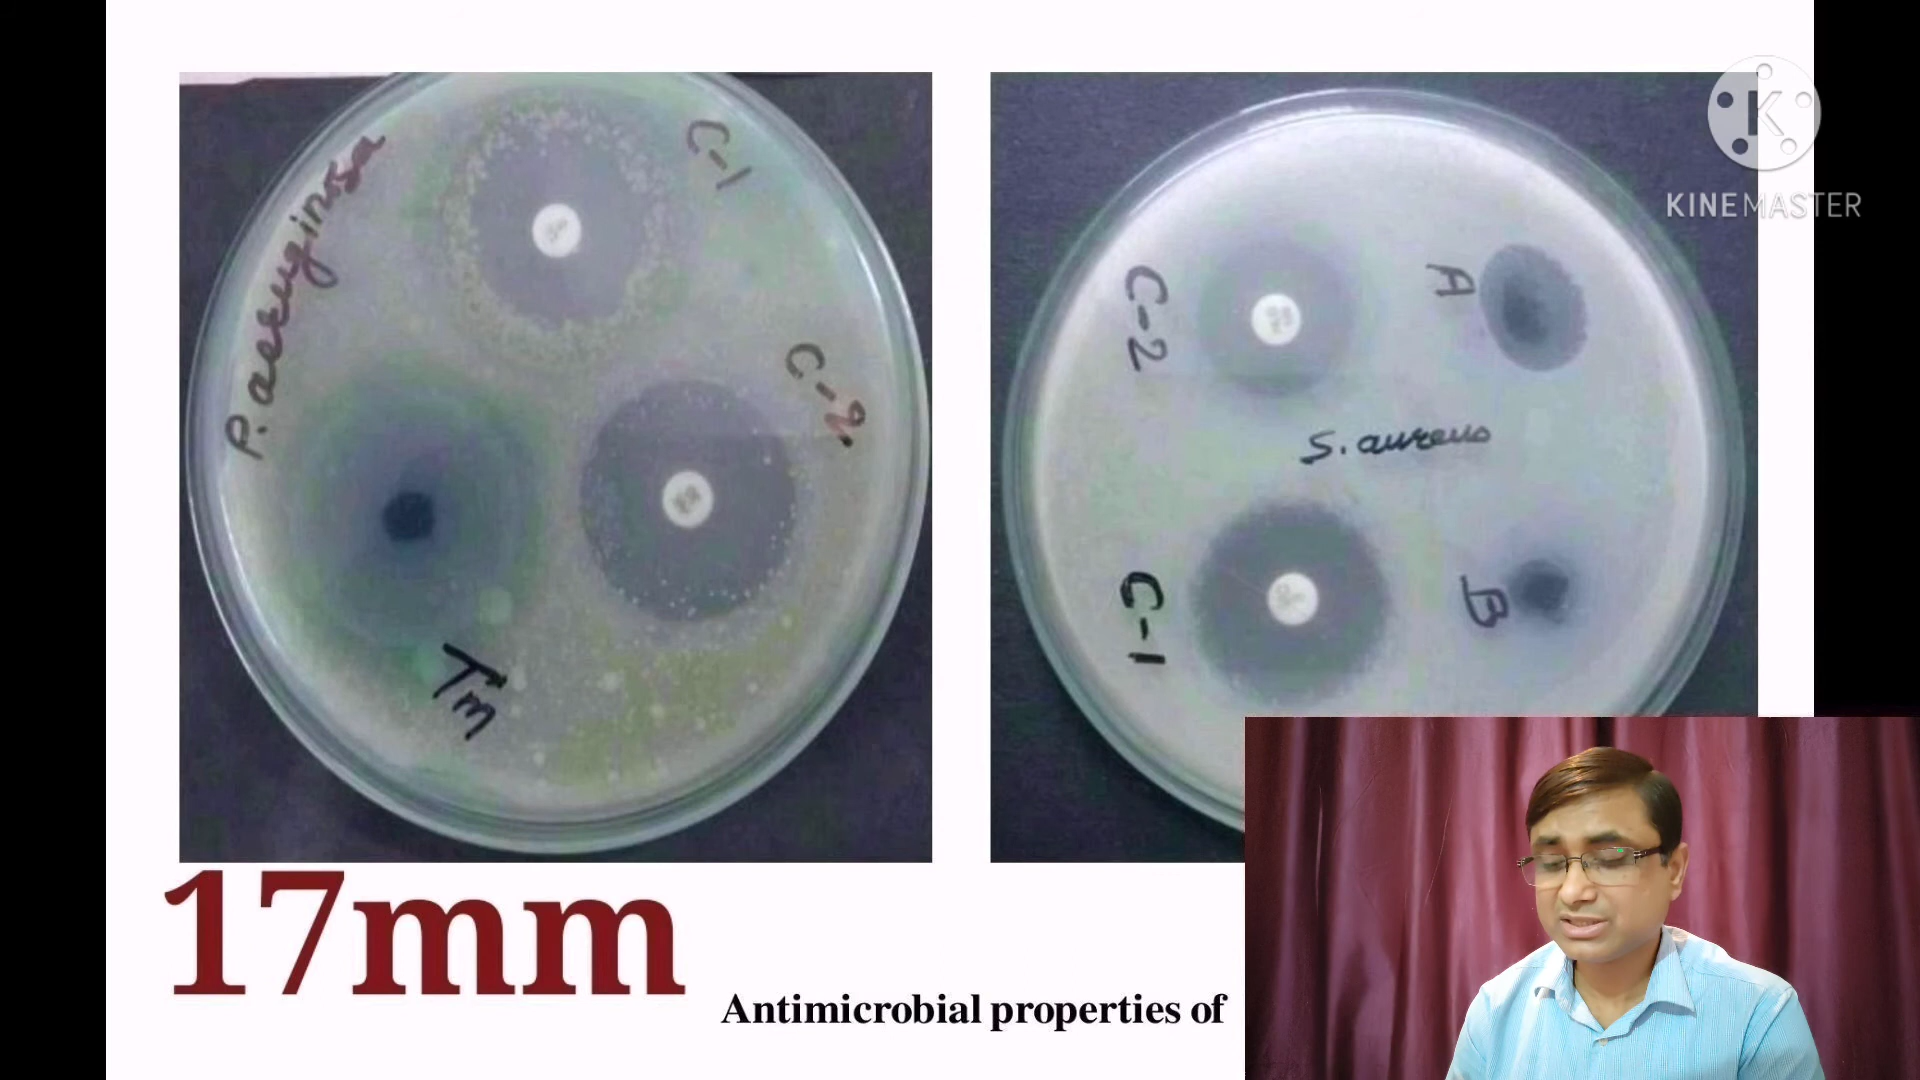 P. aeruginosa
C-1
C-2
Tm
C-2
A
S. aureus
C-1
B
K
KINEMASTER
17mm
Antimicrobial properties of